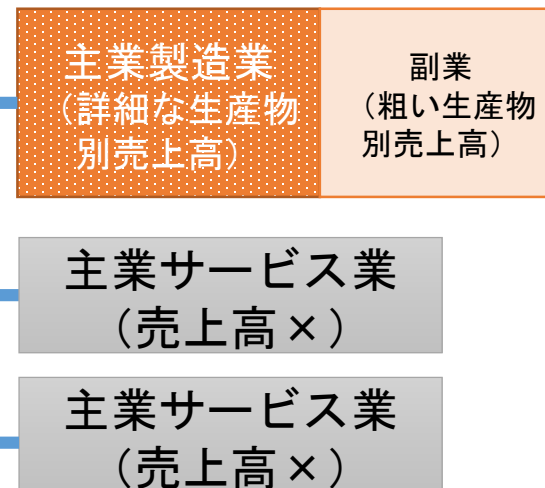 主業製造業
（詳細な生産物
別売上高）
副業
（粗い生産物
別売上高）
主業サービス業
（売上高×）
主業サービス業
（売上高×）